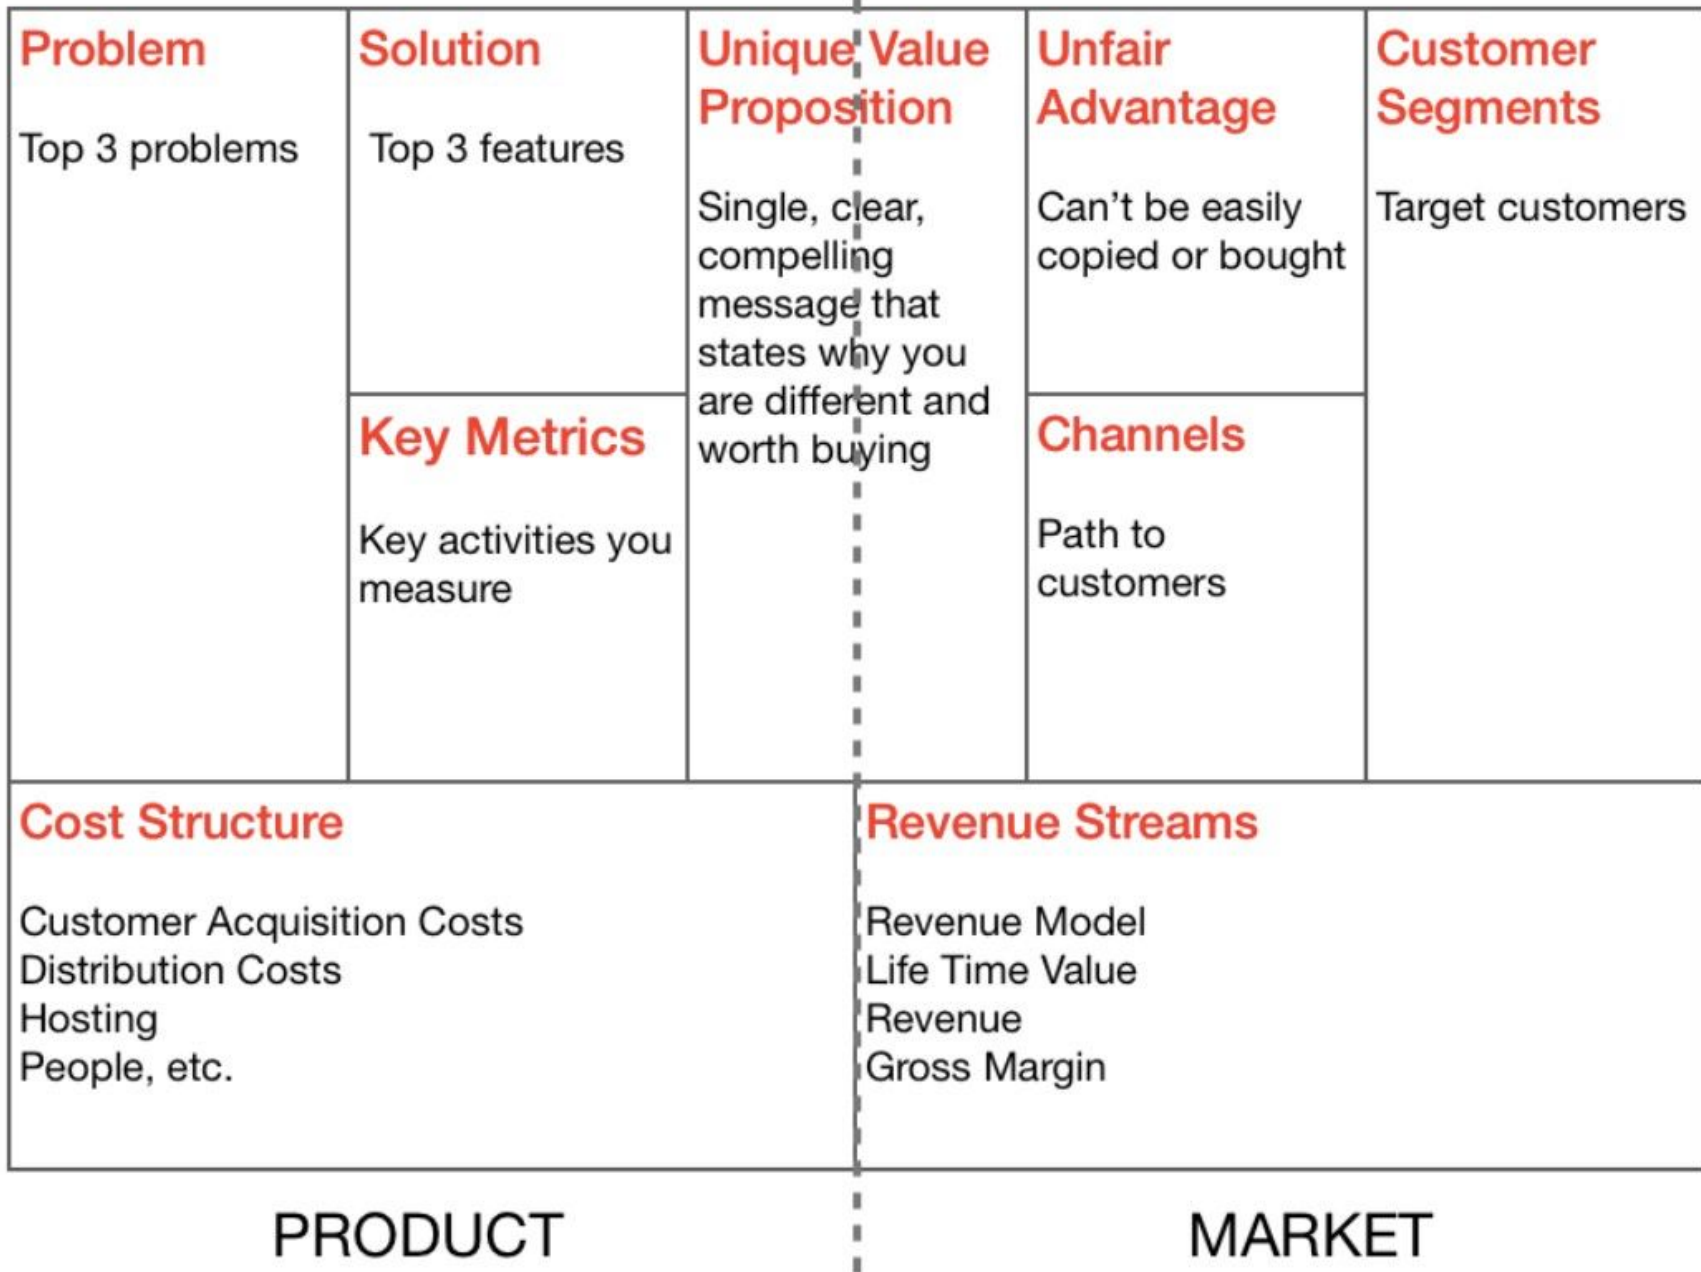 Problem
Top 3 problems
Solution
Top 3 features
Key Metrics
Key activities you
measure
Unique Value
Proposition
Single, clear,
compelling
message that
states why you
are different and
worth buying
Unfair
Advantage
Can't be easily
copied or bought
Channels
Path to
customers
Customer
Segments
Target customers
Cost Structure
Customer Acquisition Costs
Distribution Costs
Hosting
People, etc.
Revenue Streams
Revenue Model
Life Time Value
Revenue
Gross Margin
PRODUCT
MARKET